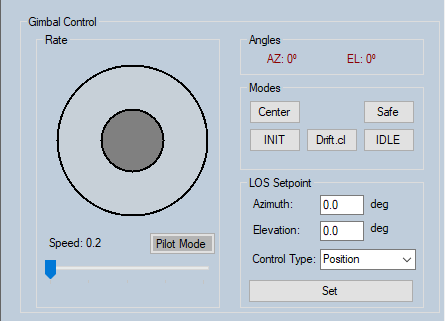 Gimbal Control
Rate
Speed: 0.2
Pilot Mode
Angles
AZ: 0º EL: 0º
Modes
Center Safe
INIT Drift.cl IDLE
LOS Setpoint
Azimuth: 0.0 deg
Elevation: 0.0 deg
Control Type: Position
Set